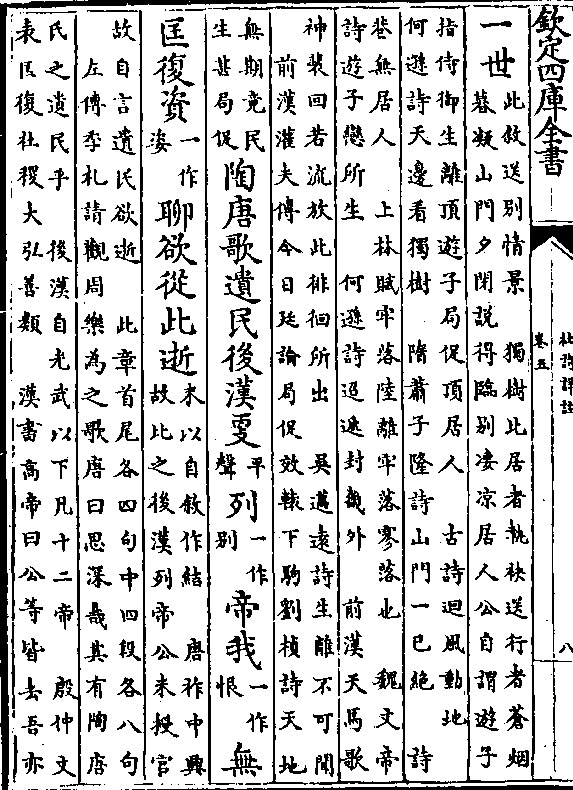 欽定四庫全書
杜詩詳註
卷五
八
一世
此敘送別情景　獨樹此居者執袂送行者蒼烟
暮凝山門夕閉說得臨別凄凉居人公自謂遊子
指侍御生離頂遊子局促頂居人　古詩迴風動地
何遜詩天邊看獨樹　隋蕭子隆詩山門一已絶　詩
巷無居人　上林賦牢落陸離牢落寥落也　魏文帝
詩遊子戀所生　何遜詩迢遞封畿外　前漢天馬歌
神裴回若流放此徘徊所出　吳邁遠詩生離不可聞
前漢灌夫傳今日廷論局促效轅下駒劉楨詩天地
無期竟民
生甚局促
陶唐歌遺民後漢更平聲列一作別帝我一作恨無
匡復資一作姿聊欲從此逝
末以自敘作結　唐祚中興
故比之後漢列帝公未授官
故自言遺民欲逝　此章首尾各四句中四段各八句
左傳季札請觀周樂為之歌唐曰思深哉其有陶唐
氏之遺民乎　後漢自光武以下凡十二帝　殷仲文
表匡復社稷大弘善類　漢書高帝曰公等皆去吾亦